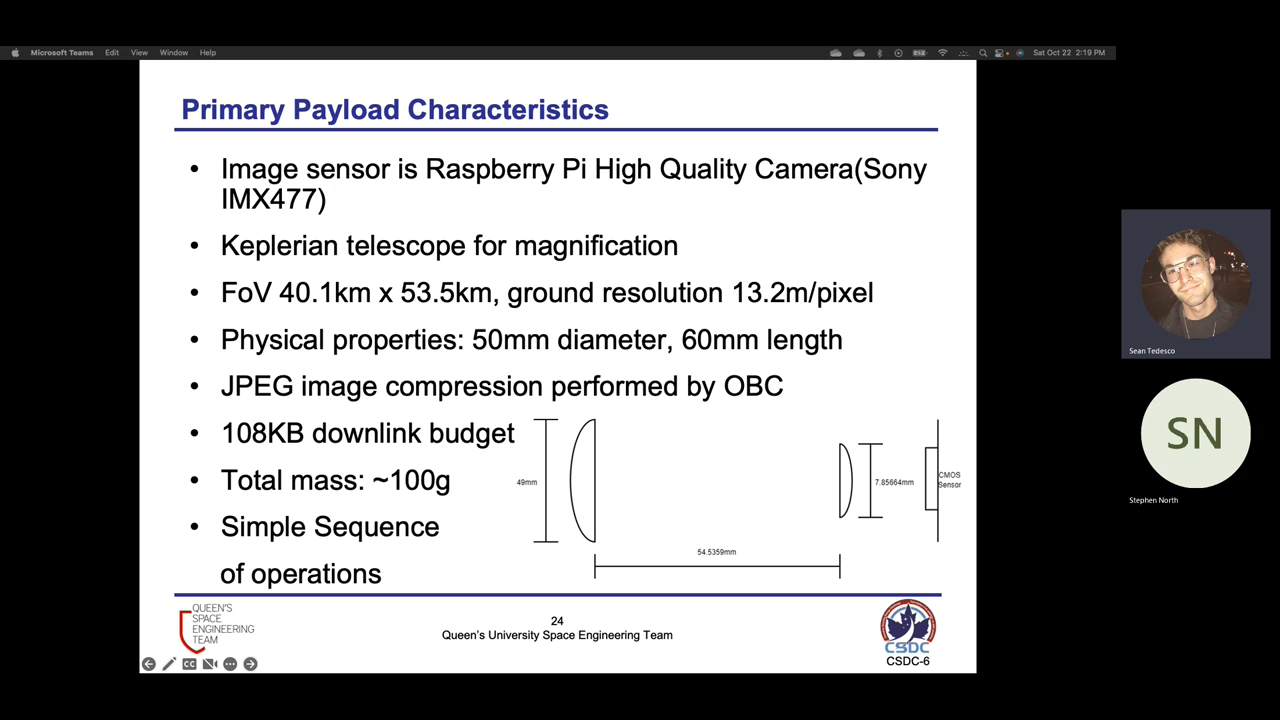 Microsoft Teams Edit View Window Help
Sat Oct 22 2:19 PM
Primary Payload Characteristics
• Image sensor is Raspberry Pi High Quality Camera(Sony
IMX477)
• Keplerian telescope for magnification
• FoV 40.1km x 53.5km, ground resolution 13.2m/pixel
• Physical properties: 50mm diameter, 60mm length
• JPEG image compression performed by OBC
• 108KB downlink budget
• Total mass: ~100g
• Simple Sequence
of operations
49mm
54.5359mm
7.85664mm
CMOS
Sensor
QUEEN'S
SPACE
ENGINEERING
TEAM
24
Queen's University Space Engineering Team
CSDC
CSDC-6
CC
Sean Tedesco
SN
Stephen North